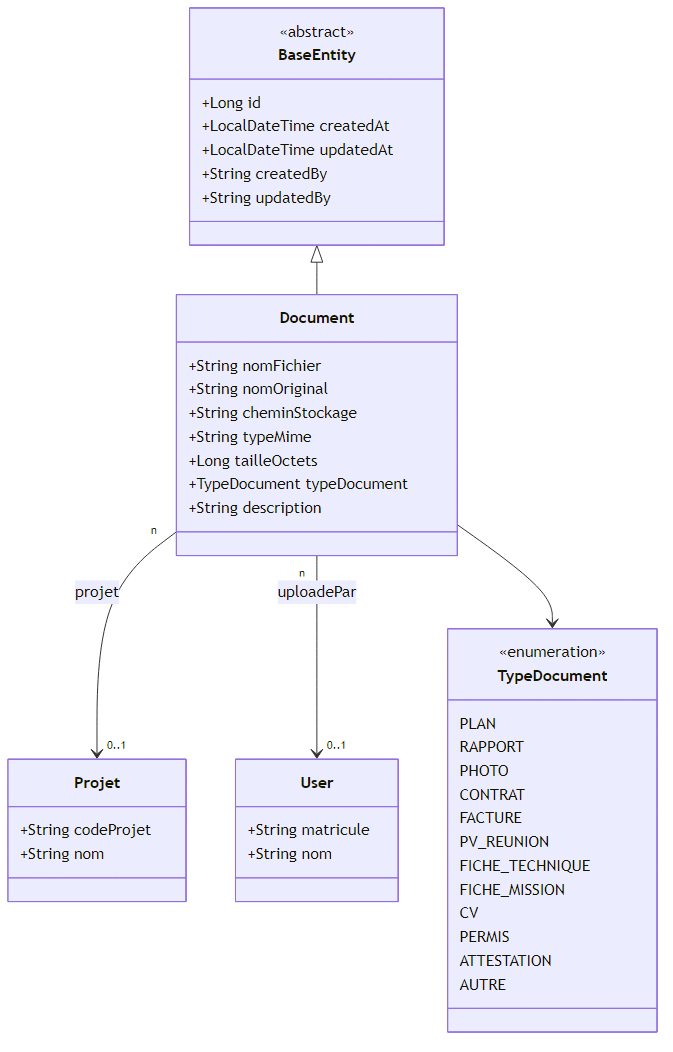 «abstract»
BaseEntity
+Long id
+LocalDateTime createdAt
+LocalDateTime updatedAt
+String createdBy
+String updatedBy
Document
+String nomFichier
+String nomOriginal
+String cheminStockage
+String typeMime
+Long tailleOctets
+TypeDocument typeDocument
+String description
n
n
projet
uploadePar
0..1
0..1
Projet
+String codeProjet
+String nom
User
+String matricule
+String nom
«enumeration»
TypeDocument
PLAN
RAPPORT
PHOTO
CONTRAT
FACTURE
PV_REUNION
FICHE_TECHNIQUE
FICHE_MISSION
CV
PERMIS
ATTESTATION
AUTRE